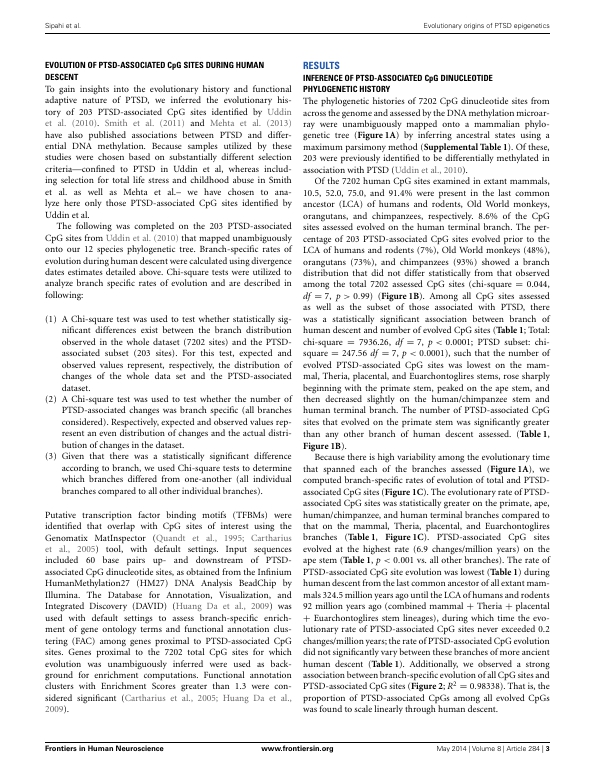 Sipahi et al.
Evolutionary origins of PTSD epigenetics
EVOLUTION OF PTSD-ASSOCIATED CpG SITES DURING HUMAN
DESCENT
To gain insights into the evolutionary history and functional
adaptive nature of PTSD, we inferred the evolutionary his-
tory of 203 PTSD-associated CpG sites identified by Uddin
et al. (2010). Smith et al. (2011) and Mehta et al. (2013)
have also published associations between PTSD and differ-
ential DNA methylation. Because samples utilized by these
studies were chosen based on substantially different selection
criteria—confined to PTSD in Uddin et al, whereas includ-
ing selection for total life stress and childhood abuse in Smith
et al. as well as Mehta et al.– we have chosen to ana-
lyze here only those PTSD-associated CpG sites identified by
Uddin et al.
The following was completed on the 203 PTSD-associated
CpG sites from Uddin et al. (2010) that mapped unambiguously
onto our 12 species phylogenetic tree. Branch-specific rates of
evolution during human descent were calculated using divergence
dates estimates detailed above. Chi-square tests were utilized to
analyze branch specific rates of evolution and are described in
following:
(1) A Chi-square test was used to test whether statistically sig-
nificant differences exist between the branch distribution
observed in the whole dataset (7202 sites) and the PTSD-
associated subset (203 sites). For this test, expected and
observed values represent, respectively, the distribution of
changes of the whole data set and the PTSD-associated
dataset.
(2) A Chi-square test was used to test whether the number of
PTSD-associated changes was branch specific (all branches
considered). Respectively, expected and observed values rep-
resent an even distribution of changes and the actual distri-
bution of changes in the dataset.
(3) Given that there was a statistically significant difference
according to branch, we used Chi-square tests to determine
which branches differed from one-another (all individual
branches compared to all other individual branches).
Putative transcription factor binding motifs (TFBMs) were
identified that overlap with CpG sites of interest using the
Genomatix MatInspector (Quandt et al., 1995; Cartharius
et al., 2005) tool, with default settings. Input sequences
included 60 base pairs up- and downstream of PTSD-
associated CpG dinucleotide sites, as obtained from the Infinium
HumanMethylation27 (HM27) DNA Analysis BeadChip by
Illumina. The Database for Annotation, Visualization, and
Integrated Discovery (DAVID) (Huang Da et al., 2009) was
used with default settings to assess branch-specific enrich-
ment of gene ontology terms and functional annotation clus-
tering (FAC) among genes proximal to PTSD-associated CpG
sites. Genes proximal to the 7202 total CpG sites for which
evolution was unambiguously inferred were used as back-
ground for enrichment computations. Functional annotation
clusters with Enrichment Scores greater than 1.3 were con-
sidered significant (Cartharius et al., 2005; Huang Da et al.,
2009).
RESULTS
INFERENCE OF PTSD-ASSOCIATED CpG DINUCLEOTIDE
PHYLOGENETIC HISTORY
The phylogenetic histories of 7202 CpG dinucleotide sites from
across the genome and assessed by the DNA methylation microar-
ray were unambiguously mapped onto a mammalian phylo-
genetic tree (Figure 1A) by inferring ancestral states using a
maximum parsimony method (Supplemental Table 1). Of these,
203 were previously identified to be differentially methylated in
association with PTSD (Uddin et al., 2010).
Of the 7202 human CpG sites examined in extant mammals,
10.5, 52.0, 75.0, and 91.4% were present in the last common
ancestor (LCA) of humans and rodents, Old World monkeys,
orangutans, and chimpanzees, respectively. 8.6% of the CpG
sites assessed evolved on the human terminal branch. The per-
centage of 203 PTSD-associated CpG sites evolved prior to the
LCA of humans and rodents (7%), Old World monkeys (48%),
orangutans (73%), and chimpanzees (93%) showed a branch
distribution that did not differ statistically from that observed
among the total 7202 assessed CpG sites (chi-square = 0.044,
df = 7, p > 0.99) (Figure 1B). Among all CpG sites assessed
as well as the subset of those associated with PTSD, there
was a statistically significant association between branch of
human descent and number of evolved CpG sites (Table 1; Total:
chi-square = 7936.26, df = 7, p < 0.0001; PTSD subset: chi-
square = 247.56 df = 7, p < 0.0001), such that the number of
evolved PTSD-associated CpG sites was lowest on the mam-
mal, Theria, placental, and Euarchontoglires stems, rose sharply
beginning with the primate stem, peaked on the ape stem, and
then decreased slightly on the human/chimpanzee stem and
human terminal branch. The number of PTSD-associated CpG
sites that evolved on the primate stem was significantly greater
than any other branch of human descent assessed. (Table 1,
Figure 1B).
Because there is high variability among the evolutionary time
that spanned each of the branches assessed (Figure 1A), we
computed branch-specific rates of evolution of total and PTSD-
associated CpG sites (Figure 1C). The evolutionary rate of PTSD-
associated CpG sites was statistically greater on the primate, ape,
human/chimpanzee, and human terminal branches compared to
that on the mammal, Theria, placental, and Euarchontoglires
branches (Table 1, Figure 1C). PTSD-associated CpG sites
evolved at the highest rate (6.9 changes/million years) on the
ape stem (Table 1, p < 0.001 vs. all other branches). The rate of
PTSD-associated CpG site evolution was lowest (Table 1) during
human descent from the last common ancestor of all extant mam-
mals 324.5 million years ago until the LCA of humans and rodents
92 million years ago (combined mammal + Theria + placental
+ Euarchontoglires stem lineages), during which time the evo-
lutionary rate of PTSD-associated CpG sites never exceeded 0.2
changes/million years; the rate of PTSD-associated CpG evolution
did not significantly vary between these branches of more ancient
human descent (Table 1). Additionally, we observed a strong
association between branch-specific evolution of all CpG sites and
PTSD-associated CpG sites (Figure 2; R² = 0.98338). That is, the
proportion of PTSD-associated CpGs among all evolved CpGs
was found to scale linearly through human descent.
Frontiers in Human Neuroscience
www.frontiersin.org
May 2014 | Volume 8 | Article 284 | 3